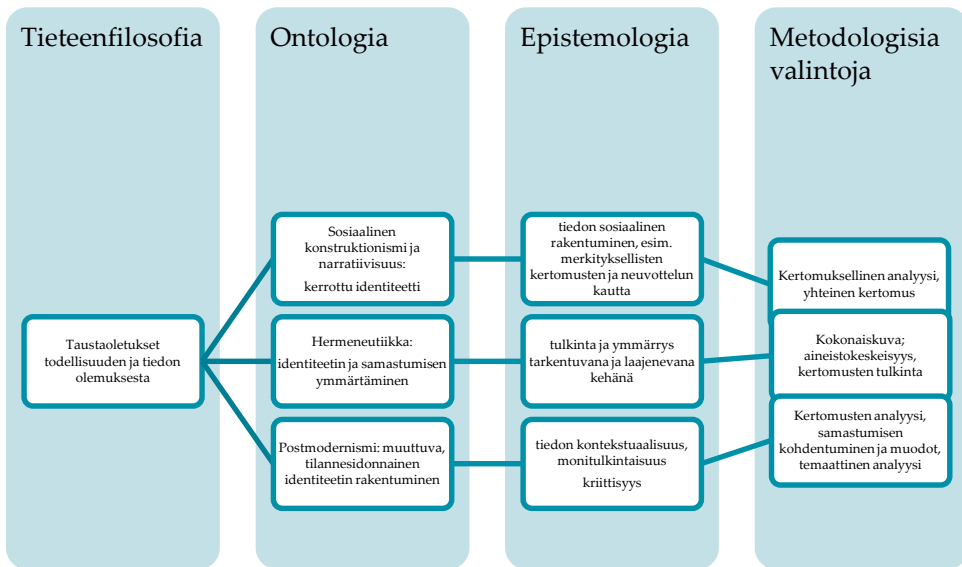 Tieteenfilosofia
Ontologia
Epistemologia
Metodologisia
valintoja
Taustaoletukset
todellisuuden ja tiedon
olemuksesta
Sosiaalinen
konstruktionismi ja
narratiivisuus:
kerrottu identiteetti
Hermeneutiikka:
identiteetin ja samastumisen
ymmärtäminen
Postmodernismi: muuttuva,
tilannesidonnainen
identiteetin rakentuminen
tiedon sosiaalinen
rakentuminen, esim.
merkityksellisten
kertomusten ja neuvottelun
kautta
tulkinta ja ymmärrys
tarkentuvana ja laajenevana
kehänä
tiedon kontekstuaalisuus,
monitulkintaisuus
kriittisyys
Kertomuksellinen analyysi,
yhteinen kertomus
Kokonaiskuva;
aineistokeskeisyys,
kertomusten tulkinta
Kertomusten analyysi,
samastumisen
kohdentuminen ja muodot,
temaattinen analyysi